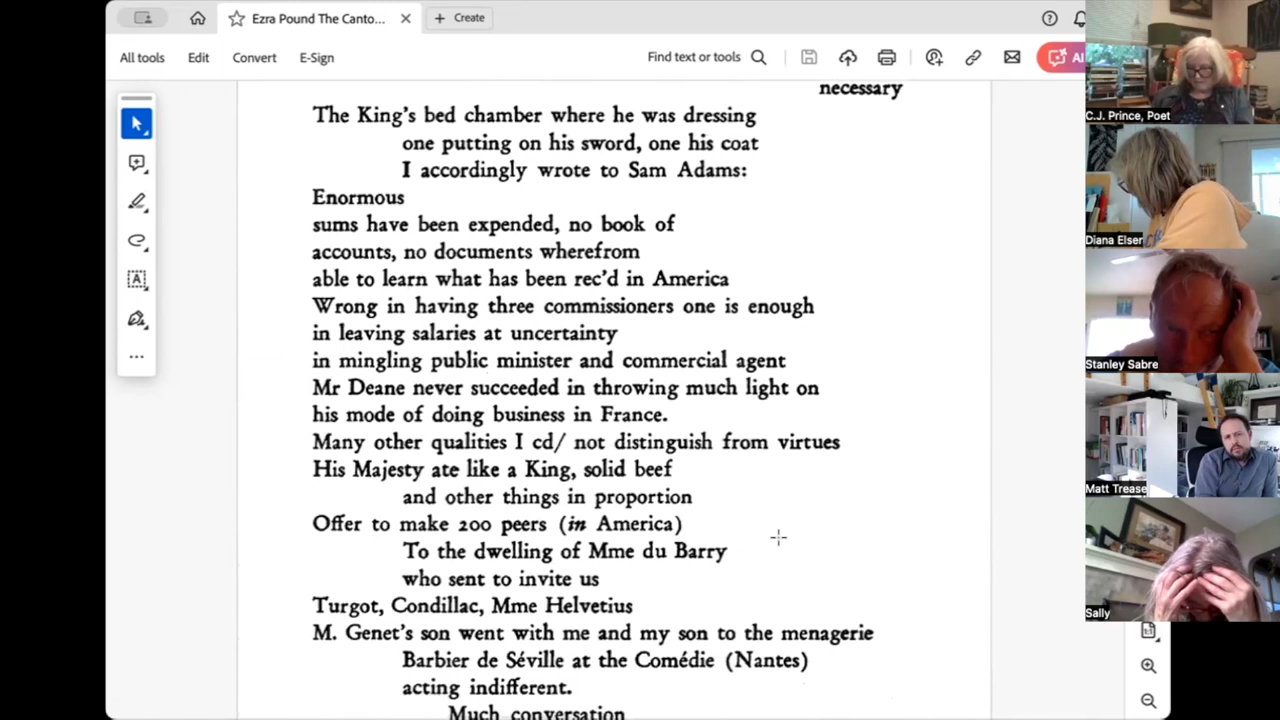 Ezra Pound The Canto...
Create
All tools
Edit
Convert
E-Sign
Find text or tools
AI
necessary
The King's bed chamber where he was dressing
one putting on his sword, one his coat
I accordingly wrote to Sam Adams:
Enormous
sums have been expended, no book of
accounts, no documents wherefrom
able to learn what has been rec'd in America
Wrong in having three commissioners one is enough
in leaving salaries at uncertainty
in mingling public minister and commercial agent
Mr Deane never succeeded in throwing much light on
his mode of doing business in France.
Many other qualities I cd/ not distinguish from virtues
His Majesty ate like a King, solid beef
and other things in proportion
Offer to make 200 peers (in America)
To the dwelling of Mme du Barry
who sent to invite us
Turgot, Condillac, Mme Helvetius
M. Genet's son went with me and my son to the menagerie
Barbier de Séville at the Comédie (Nantes)
acting indifferent.
Much conversation
C.J. Prince, Poet
Diana Elser
Stanley Sabre
Matt Trease
Sally